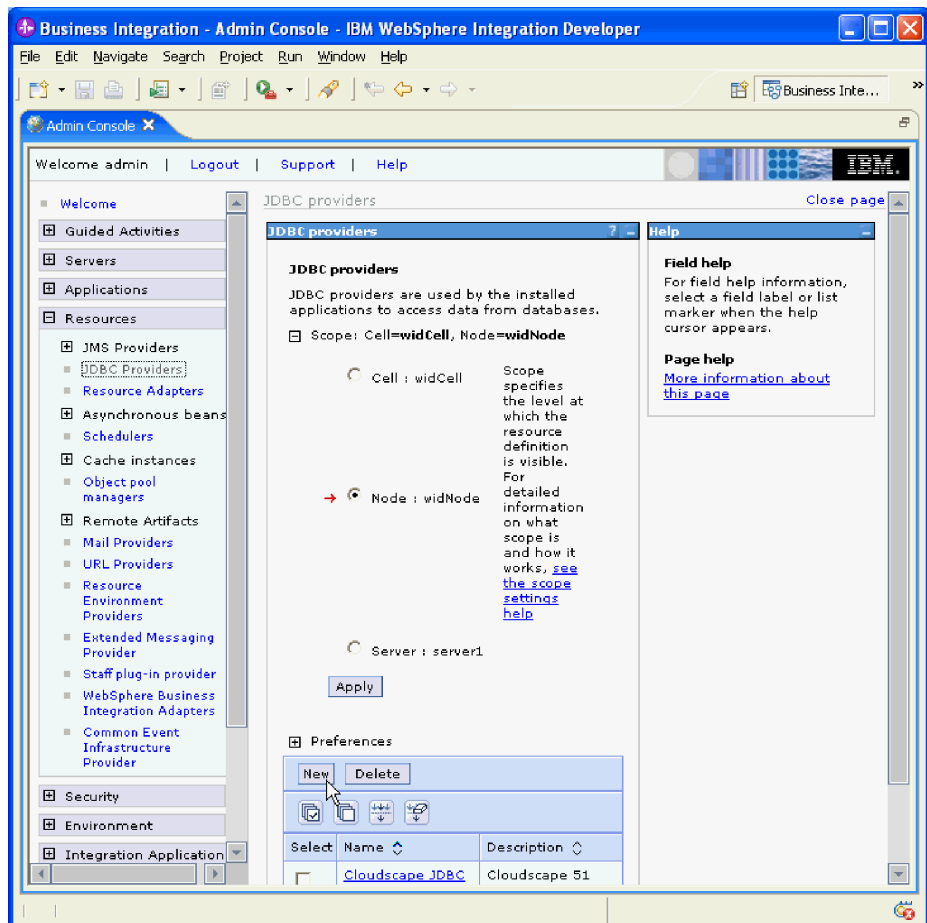 Business Integration - Admin Console - IBM WebSphere Integration Developer
File Edit Navigate Search Project Run Window Help
Business Inte...
»
Admin Console
Welcome admin | Logout | Support | Help
IBM.
Welcome
Guided Activities
Servers
Applications
Resources
JMS Providers
JDBC Providers
Resource Adapters
Asynchronous beans
Schedulers
Cache instances
Object pool
managers
Remote Artifacts
Mail Providers
URL Providers
Resource
Environment
Providers
Extended Messaging
Provider
Staff plug-in provider
WebSphere Business
Integration Adapters
Common Event
Infrastructure
Provider
Security
Environment
Integration Application
JDBC providers
Close page
JDBC providers
? _
JDBC providers
JDBC providers are used by the installed
applications to access data from databases.
Scope: Cell=widCell, Node=widNode
Cell : widCell
Node : widNode
Server : server1
Scope
specifies
the level at
which the
resource
definition
is visible.
For
detailed
information
on what
scope is
and how it
works, see
the scope
settings
help
Apply
Preferences
New Delete
Select Name Description
Cloudscape JDBC Cloudscape 51
Help
Field help
For field help information,
select a field label or list
marker when the help
cursor appears.
Page help
More information about
this page